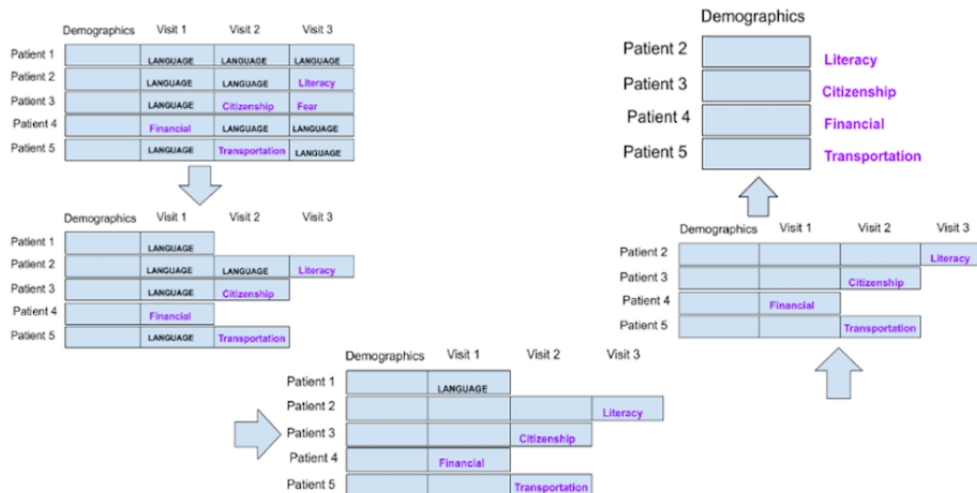 Demographics Visit 1 Visit 2 Visit 3
Patient 1 LANGUAGE LANGUAGE LANGUAGE
Patient 2 LANGUAGE LANGUAGE Literacy
Patient 3 LANGUAGE Citizenship Fear
Patient 4 Financial LANGUAGE LANGUAGE
Patient 5 LANGUAGE Transportation LANGUAGE
Demographics Visit 1 Visit 2 Visit 3
Patient 1 LANGUAGE
Patient 2 LANGUAGE LANGUAGE Literacy
Patient 3 LANGUAGE Citizenship
Patient 4 Financial
Patient 5 LANGUAGE Transportation
Demographics Visit 1 Visit 2 Visit 3
Patient 1 LANGUAGE
Patient 2 Literacy
Patient 3 Citizenship
Patient 4 Financial
Patient 5 Transportation
Demographics Visit 1 Visit 2 Visit 3
Patient 2 Literacy
Patient 3 Citizenship
Patient 4 Financial
Patient 5 Transportation
Demographics
Patient 2 Literacy
Patient 3 Citizenship
Patient 4 Financial
Patient 5 Transportation